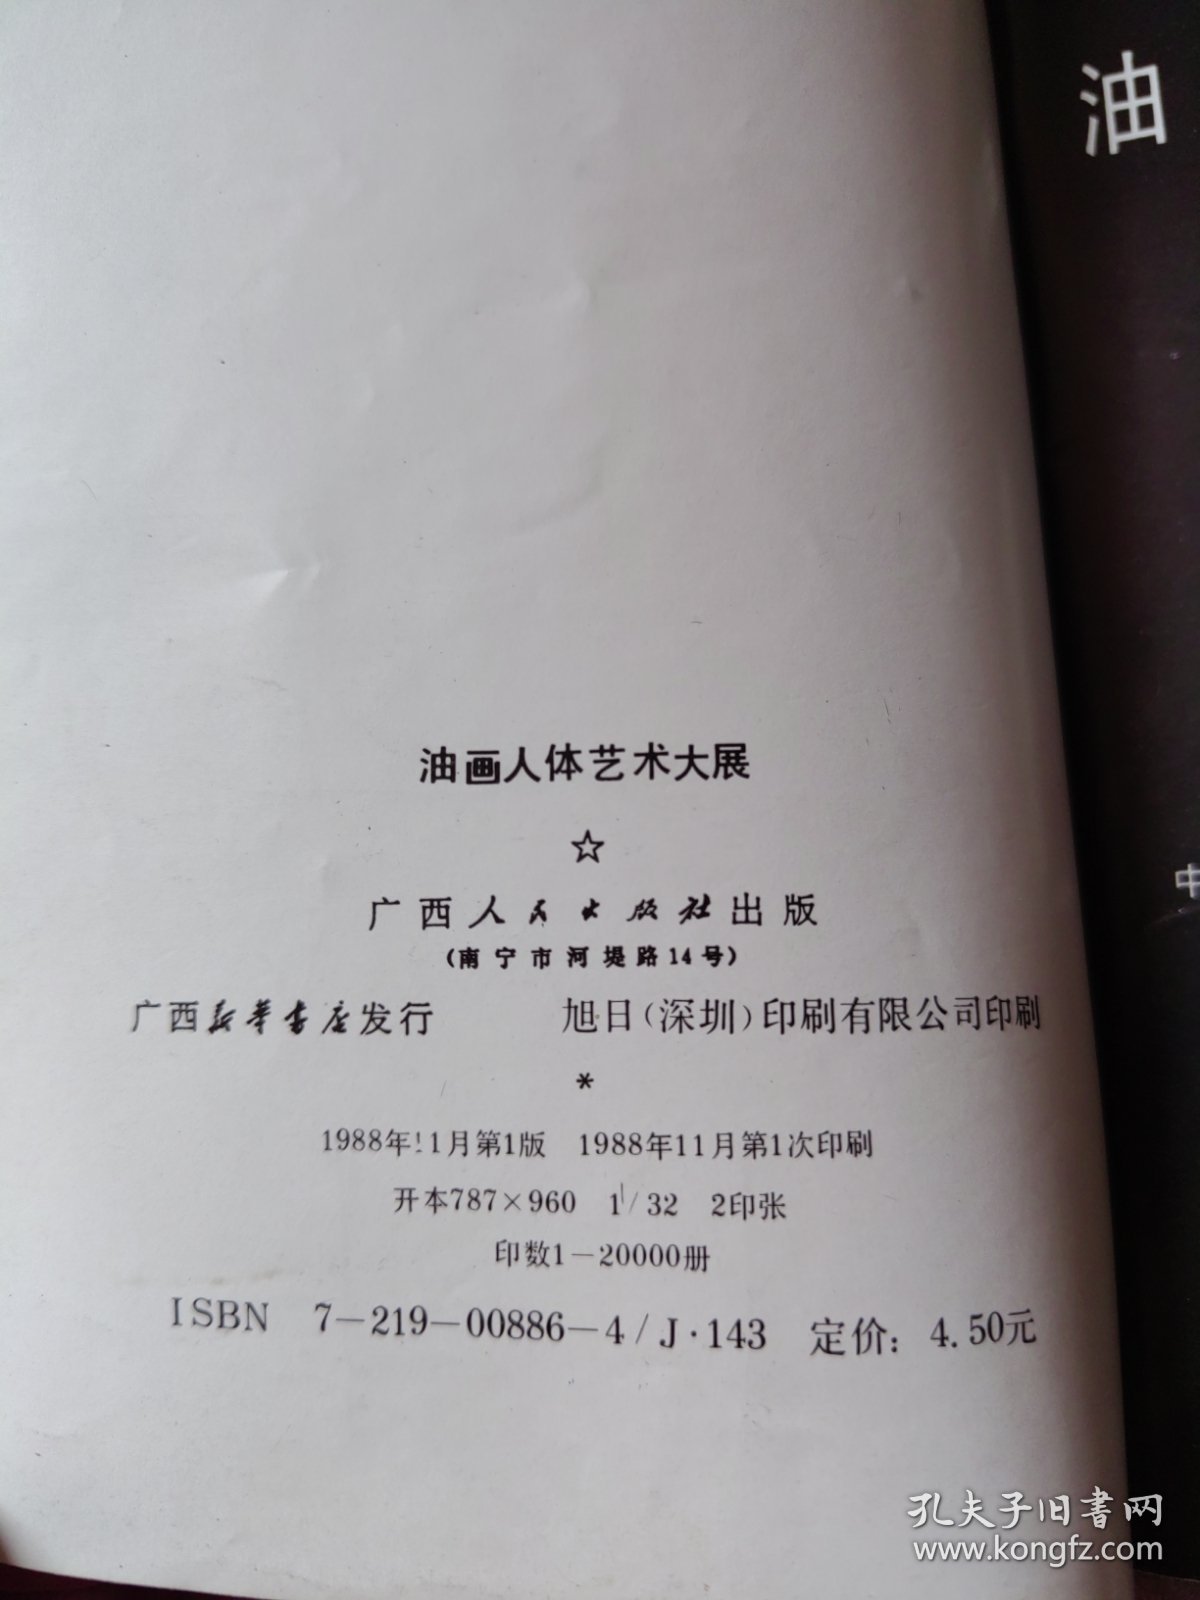 油
中
油画人体艺术大展
☆
广西人民出版社出版
(南宁市河堤路14号)
广西新华书店发行 旭日(深圳)印刷有限公司印刷
*
1988年11月第1版 1988年11月第1次印刷
开本787×960 1/32 2印张
印数1-20000册
ISBN 7-219-00886-4/J·143 定价: 4.50元
孔夫子旧书网
www.kongfz.com